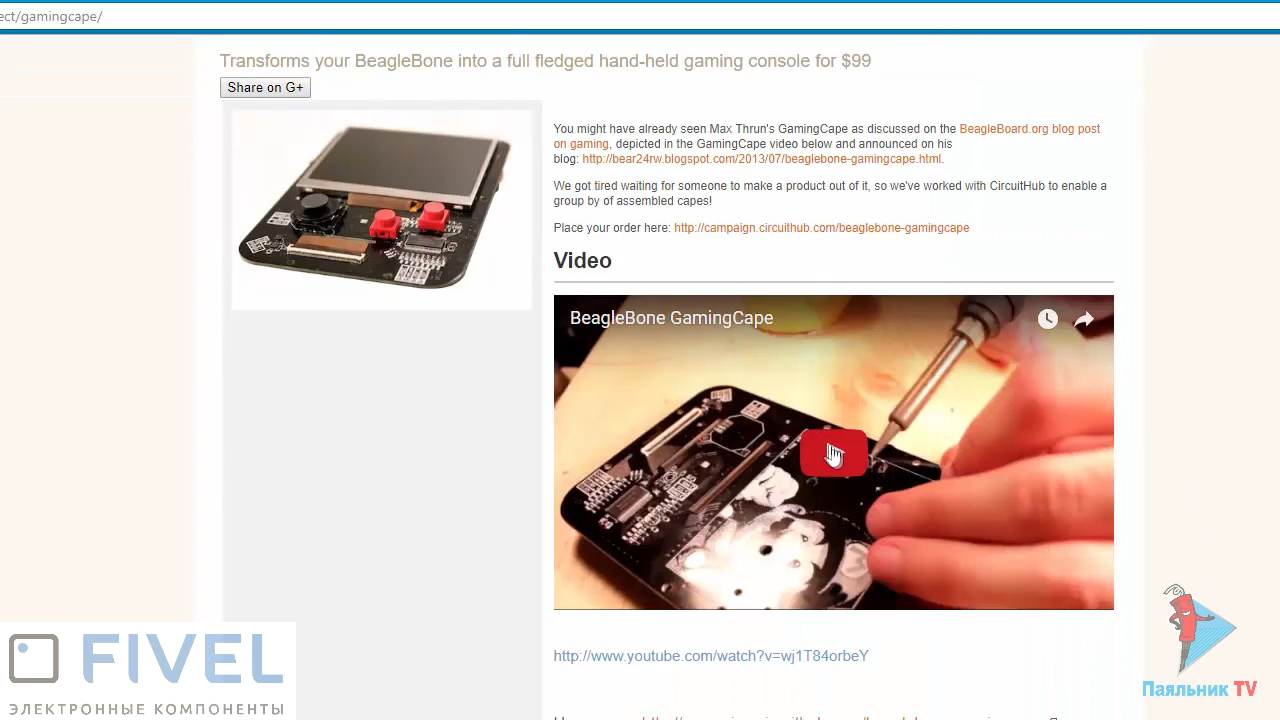 ect/gamingcape/
Transforms your BeagleBone into a full fledged hand-held gaming console for $99
Share on G+
You might have already seen Max Thrun's GamingCape as discussed on the BeagleBoard.org blog post
on gaming, depicted in the GamingCape video below and announced on his
blog: http://bear24rw.blogspot.com/2013/07/beaglebone-gamingcape.html.
We got tired waiting for someone to make a product out of it, so we've worked with CircuitHub to enable a
group by of assembled capes!
Place your order here: http://campaign.circuithub.com/beaglebone-gamingcape
Video
BeagleBone GamingCape
http://www.youtube.com/watch?v=wj1T84orbeY
FIVEL
ЭЛЕКТРОННЫЕ КОМПОНЕНТЫ
Паяльник TV